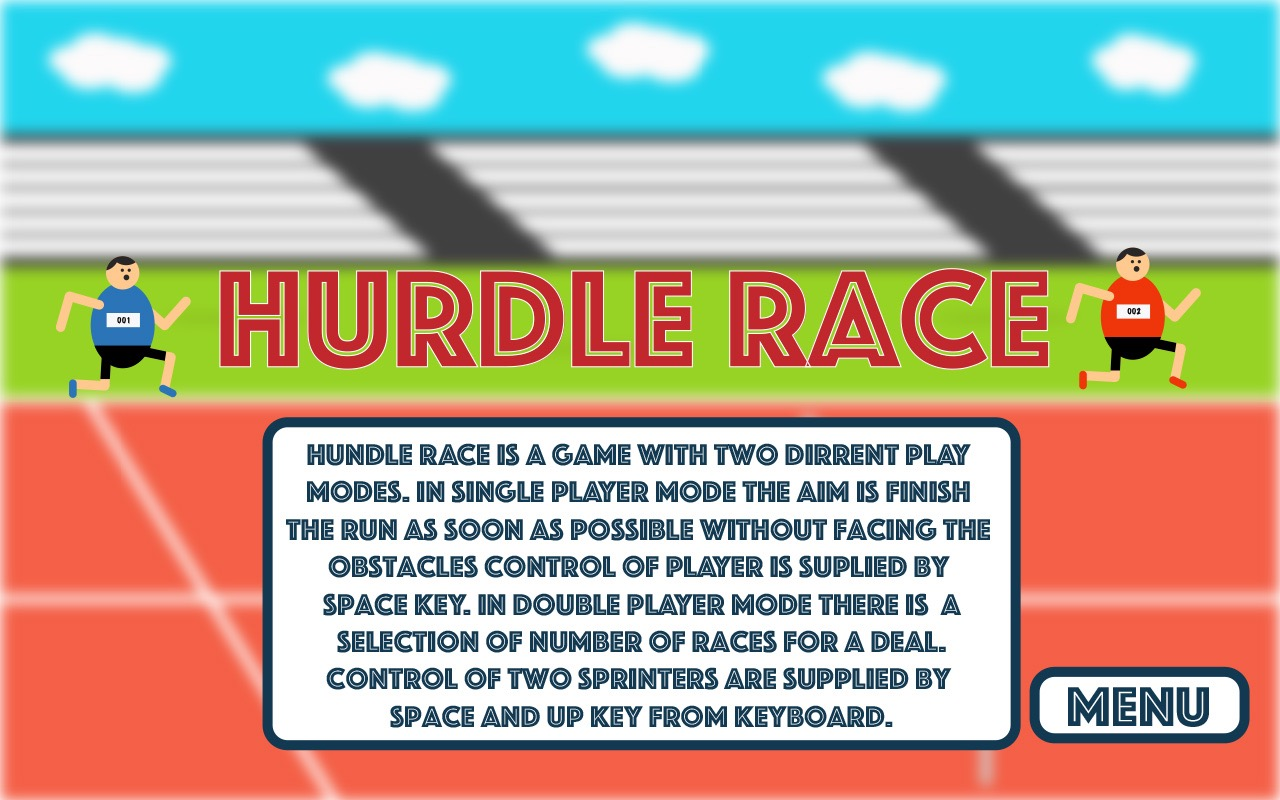 HURDLE RACE
001
002
HUNDLE RACE IS A GAME WITH TWO DIRRENT PLAY
MODES. IN SINGLE PLAYER MODE THE AIM IS FINISH
THE RUN AS SOON AS POSSIBLE WITHOUT FACING THE
OBSTACLES CONTROL OF PLAYER IS SUPLIED BY
SPACE KEY. IN DOUBLE PLAYER MODE THERE IS A
SELECTION OF NUMBER OF RACES FOR A DEAL.
CONTROL OF TWO SPRINTERS ARE SUPPLIED BY
SPACE AND UP KEY FROM KEYBOARD.
MENU